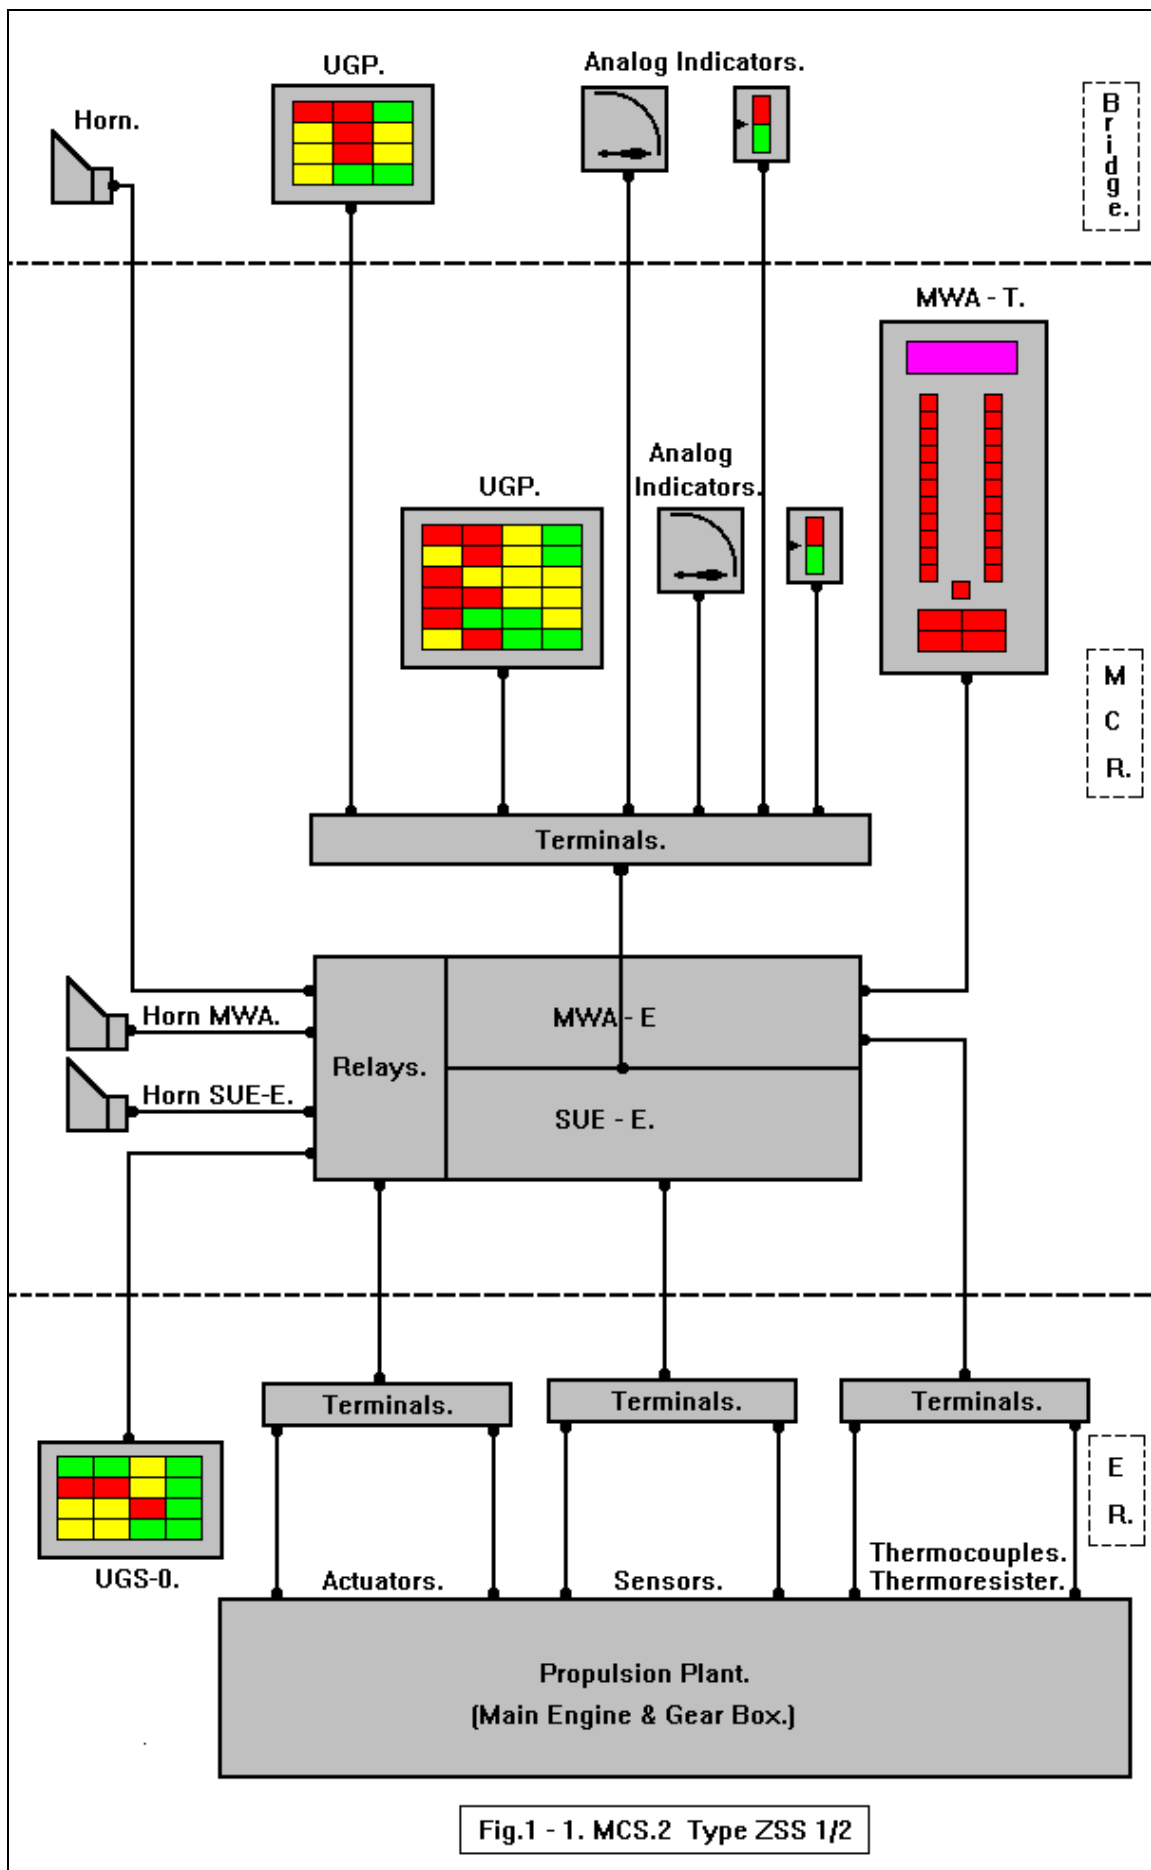 UGP.
Analog Indicators.
Horn.
B
r
i
d
g
e.
MWA - T.
Analog
Indicators.
UGP.
M
C
R.
Terminals.
Horn MWA.
MWA - E
Relays.
Horn SUE-E.
SUE - E.
Terminals.
Terminals.
Terminals.
E
R.
UGS-0.
Actuators.
Sensors.
Thermocouples.
Thermoresister.
Propulsion Plant.
(Main Engine & Gear Box.)
Fig.1 - 1. MCS.2 Type ZSS 1/2